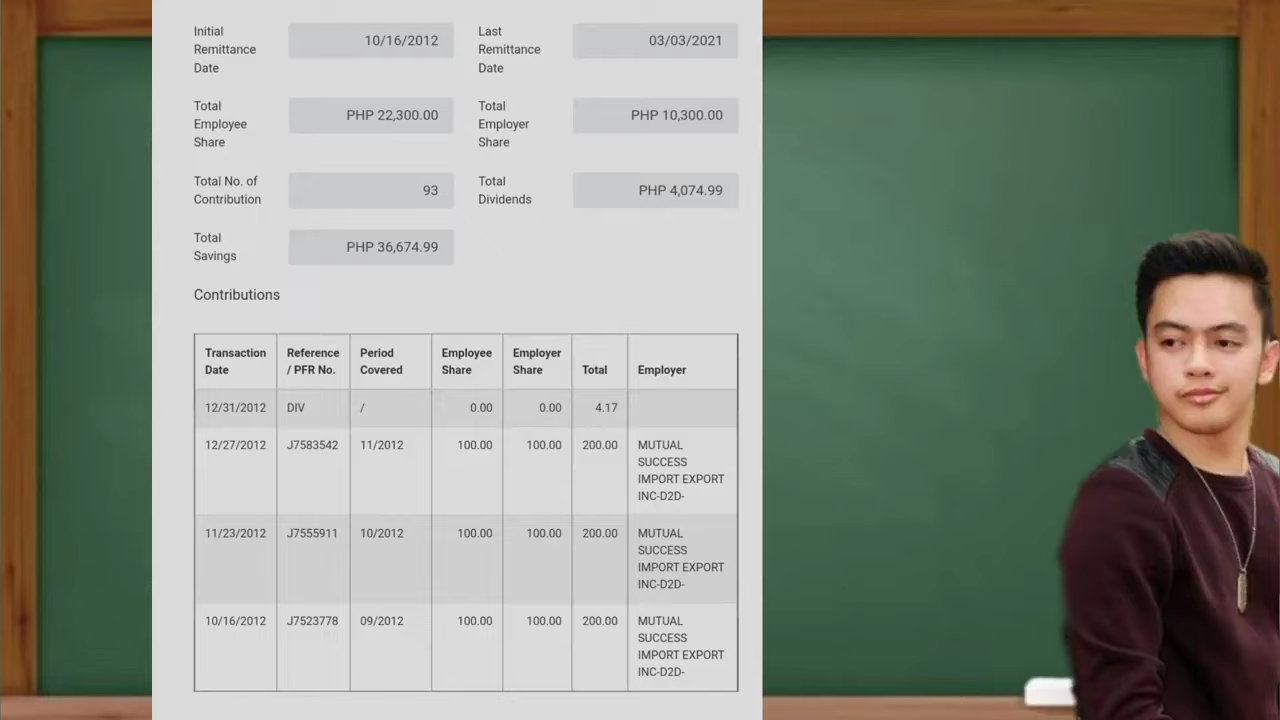 Initial
Remittance
Date
10/16/2012
Last
Remittance
Date
03/03/2021
Total
Employee
Share
PHP 22,300.00
Total
Employer
Share
PHP 10,300.00
Total No. of
Contribution
93
Total
Dividends
PHP 4,074.99
Total
Savings
PHP 36,674.99
Contributions
Transaction Date | Reference / PFR No. | Period Covered | Employee Share | Employer Share | Total | Employer
12/31/2012 DIV / 0.00 0.00 4.17
12/27/2012 J7583542 11/2012 100.00 100.00 200.00 MUTUAL
SUCCESS
IMPORT EXPORT
INC-D2D-
11/23/2012 J7555911 10/2012 100.00 100.00 200.00 MUTUAL
SUCCESS
IMPORT EXPORT
INC-D2D-
10/16/2012 J7523778 09/2012 100.00 100.00 200.00 MUTUAL
SUCCESS
IMPORT EXPORT
INC-D2D-